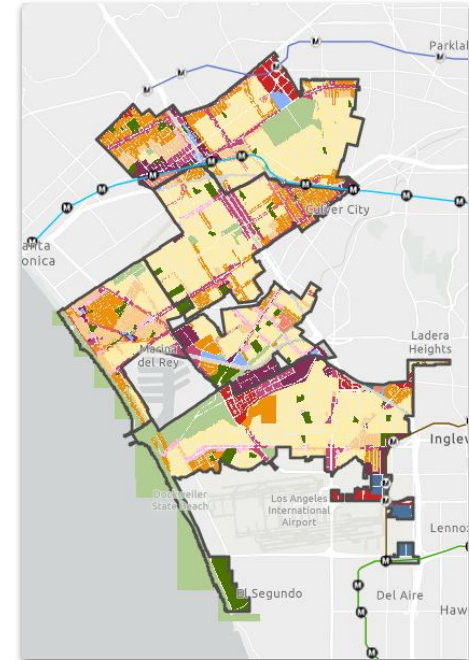 M
M
M
Parkla
M
M
M
M
M
M
M
M
M
M
M
Culver City
M
anta
onica
Ladera
Heights
Marina
del Rey
M
Inglew
Dockweiler
State Beach
Los Angeles
International
Airport
M
M
Lenno
M
M
El Segundo
Del Aire
Haw
M
M